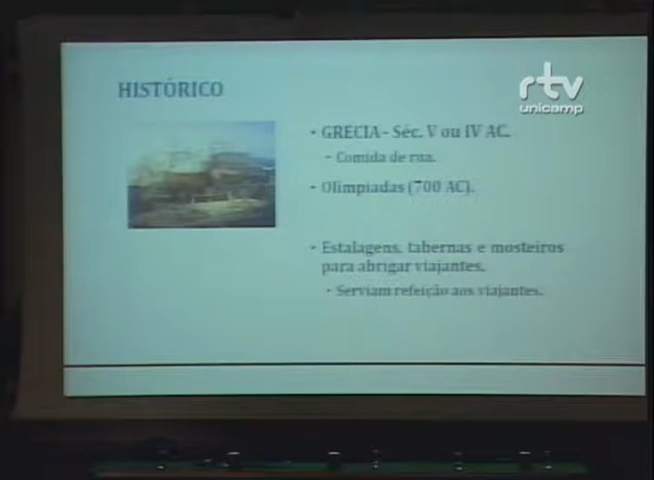 rtv
unicamp
HISTÓRICO
• GRÉCIA - Séc. V ou IV AC.
- Comida de rua.
• Olimpíadas (700 AC).
• Estalagens, tabernas e mosteiros
para abrigar viajantes.
• Serviam refeição aos viajantes.